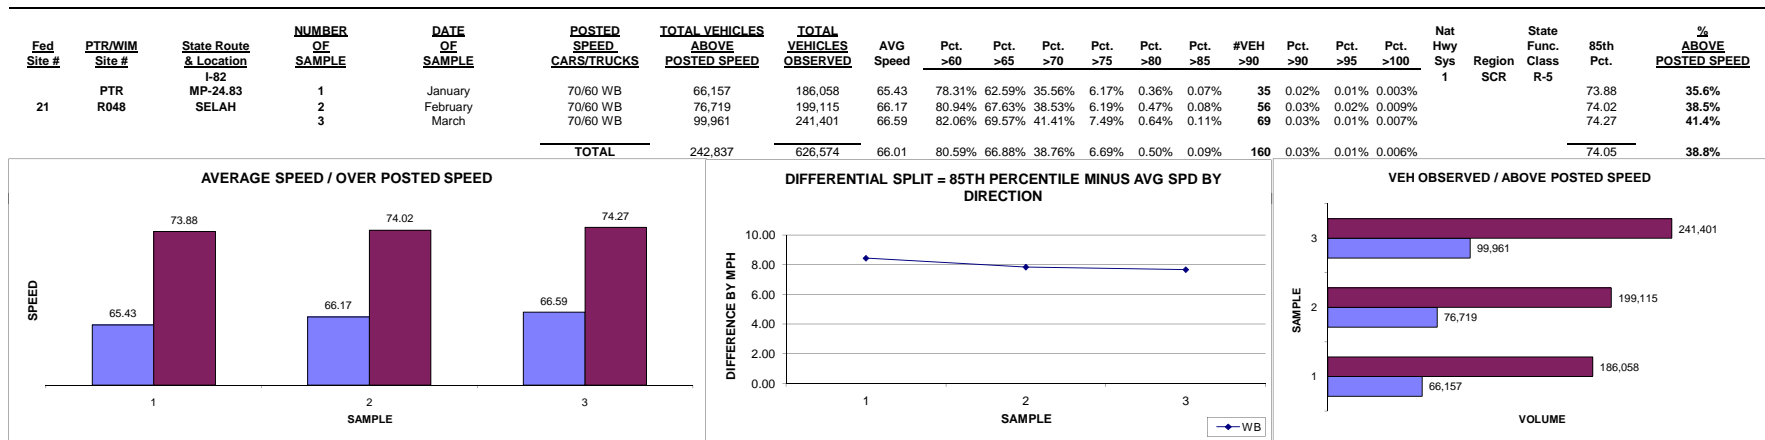 Fed Site # PTR/WIM Site # State Route & Location NUMBER OF SAMPLE DATE OF SAMPLE POSTED SPEED CARS/TRUCKS TOTAL VEHICLES ABOVE POSTED SPEED TOTAL VEHICLES OBSERVED AVG Speed Pct. >60 Pct. >65 Pct. >70 Pct. >75 Pct. >80 Pct. >85 #VEH >90 Pct. >90 Pct. >95 Pct. >100 Nat Hwy Sys Region State Func. Class 85th Pct. % ABOVE POSTED SPEED
I-82 1 SCR R-5
PTR MP-24.83 1 January 70/60 WB 66,157 186,058 65.43 78.31% 62.59% 35.56% 6.17% 0.36% 0.07% 35 0.02% 0.01% 0.003% 73.88 35.6%
21 R048 SELAH 2 February 70/60 WB 76,719 199,115 66.17 80.94% 67.63% 38.53% 6.19% 0.47% 0.08% 56 0.03% 0.02% 0.009% 74.02 38.5%
3 March 70/60 WB 99,961 241,401 66.59 82.06% 69.57% 41.41% 7.49% 0.64% 0.11% 69 0.03% 0.01% 0.007% 74.27 41.4%
TOTAL 242,837 626,574 66.01 80.59% 66.88% 38.76% 6.69% 0.50% 0.09% 160 0.03% 0.01% 0.006% 74.05 38.8%
AVERAGE SPEED / OVER POSTED SPEED
SPEED
65.43 73.88 66.17 74.02 66.59 74.27
1 2 3
SAMPLE
DIFFERENTIAL SPLIT = 85TH PERCENTILE MINUS AVG SPD BY
DIRECTION
DIFFERENCE BY MPH
10.00
8.00
6.00
4.00
2.00
0.00
1 2 3
SAMPLE
WB
VEH OBSERVED / ABOVE POSTED SPEED
SAMPLE
241,401
3
99,961
199,115
2
76,719
186,058
1
66,157
VOLUME